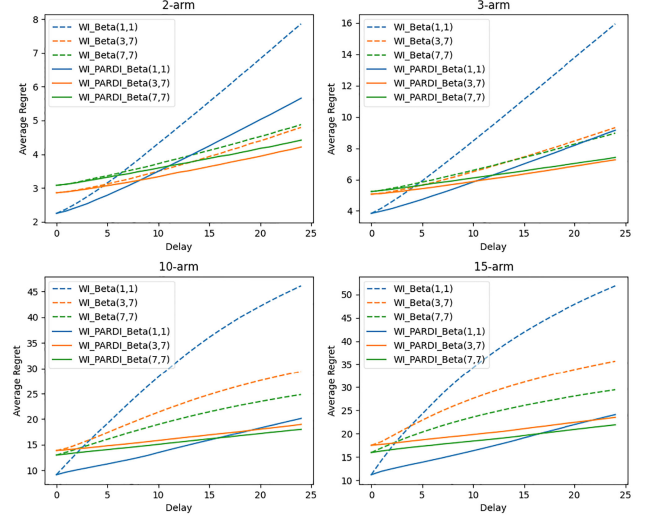 2-arm
8
7
6
5
4
3
2
Average Regret
WI_Beta(1,1)
WI_Beta(3,7)
WI_Beta(7,7)
WI_PARDI_Beta(1,1)
WI_PARDI_Beta(3,7)
WI_PARDI_Beta(7,7)
0 5 10 15 20 25
Delay
3-arm
16
14
12
10
8
6
4
Average Regret
WI_Beta(1,1)
WI_Beta(3,7)
WI_Beta(7,7)
WI_PARDI_Beta(1,1)
WI_PARDI_Beta(3,7)
WI_PARDI_Beta(7,7)
0 5 10 15 20 25
Delay
10-arm
45
40
35
30
25
20
15
10
Average Regret
WI_Beta(1,1)
WI_Beta(3,7)
WI_Beta(7,7)
WI_PARDI_Beta(1,1)
WI_PARDI_Beta(3,7)
WI_PARDI_Beta(7,7)
0 5 10 15 20 25
Delay
15-arm
50
45
40
35
30
25
20
15
10
Average Regret
WI_Beta(1,1)
WI_Beta(3,7)
WI_Beta(7,7)
WI_PARDI_Beta(1,1)
WI_PARDI_Beta(3,7)
WI_PARDI_Beta(7,7)
0 5 10 15 20 25
Delay